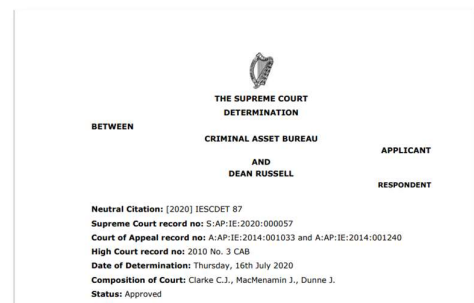 THE SUPREME COURT
DETERMINATION
BETWEEN
CRIMINAL ASSET BUREAU
APPLICANT
AND
DEAN RUSSELL
RESPONDENT
Neutral Citation: [2020] IESCDET 87
Supreme Court record no: S:AP:IE:2020:000057
Court of Appeal record no: A:AP:IE:2014:001033 and A:AP:IE:2014:001240
High Court record no: 2010 No. 3 CAB
Date of Determination: Thursday, 16th July 2020
Composition of Court: Clarke C.J., MacMenamin J., Dunne J.
Status: Approved